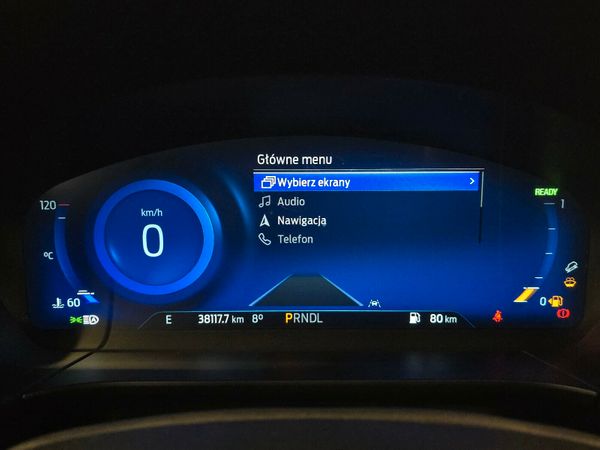 Główne menu
Wybierz ekrany
Audio
Nawigacją
Telefon
120
°C
60
km/h
0
READY
1
0
E
38117.7 km
8°
PRNDL
80 km